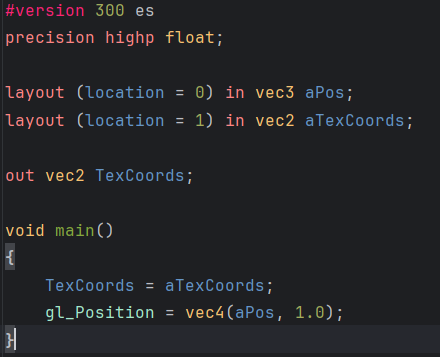 #version 300 es
precision highp float;
layout (location = 0) in vec3 aPos;
layout (location = 1) in vec2 aTexCoords;
out vec2 TexCoords;
void main()
{
    TexCoords = aTexCoords;
    gl_Position = vec4(aPos, 1.0);
}